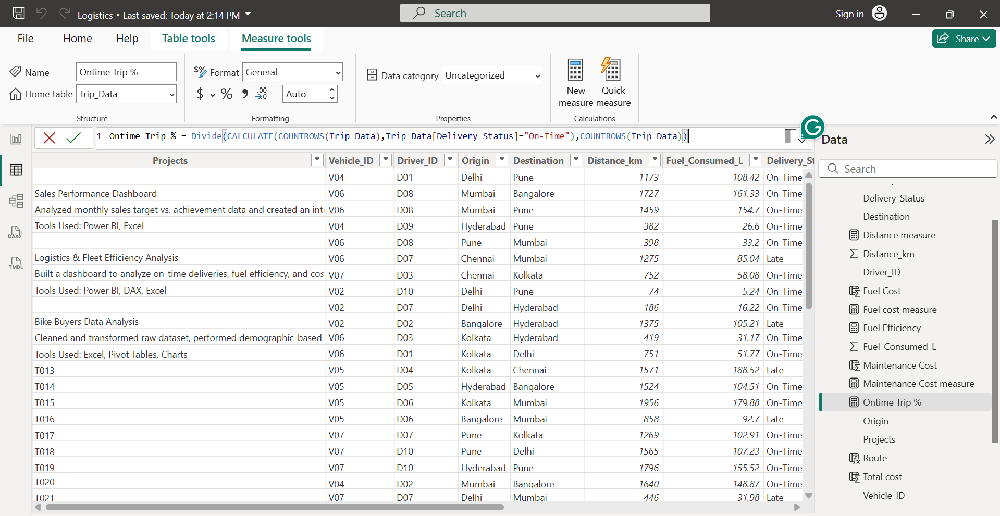 Logistics • Last saved: Today at 2:14 PM
Search
Sign in
File Home Help Table tools Measure tools
Share
Name Ontime Trip %
Home table Trip_Data
Structure
$% Format General
$ % , .00 Auto
Formatting
Data category Uncategorized
Properties
New measure
Quick measure
Calculations
1 Ontime Trip % = Divide(CALCULATE(COUNTROWS(Trip_Data),Trip_Data[Delivery_Status]="On-Time"),COUNTROWS(Trip_Data))
G
DAX
TMDL
Projects Vehicle_ID Driver_ID Origin Destination Distance_km Fuel_Consumed_L Delivery_St
V04 D01 Delhi Pune 1173 108.42 On-Time
Sales Performance Dashboard V06 D08 Mumbai Bangalore 1727 161.33 On-Time
Analyzed monthly sales target vs. achievement data and created an int V06 D08 Mumbai Pune 1459 154.7 On-Time
Tools Used: Power BI, Excel V04 D09 Hyderabad Pune 382 26.6 On-Time
V06 D08 Pune Mumbai 398 33.2 On-Time
Logistics & Fleet Efficiency Analysis V06 D07 Chennai Mumbai 1275 85.04 Late
Built a dashboard to analyze on-time deliveries, fuel efficiency, and cos V07 D03 Chennai Kolkata 752 58.08 On-Time
Tools Used: Power BI, DAX, Excel V02 D10 Delhi Pune 74 5.24 On-Time
V02 D07 Delhi Hyderabad 186 16.22 On-Time
Bike Buyers Data Analysis V02 D02 Bangalore Hyderabad 1375 105.21 Late
Cleaned and transformed raw dataset, performed demographic-based V06 D03 Kolkata Hyderabad 419 31.17 On-Time
Tools Used: Excel, Pivot Tables, Charts V06 D01 Kolkata Delhi 751 51.77 On-Time
T013 V05 D04 Kolkata Chennai 1571 188.52 Late
T014 V05 D05 Hyderabad Bangalore 1524 104.51 On-Time
T015 V05 D06 Kolkata Mumbai 1956 179.88 On-Time
T016 V05 D06 Bangalore Mumbai 858 92.7 Late
T017 V07 D07 Pune Kolkata 1269 102.91 On-Time
T018 V07 D10 Pune Delhi 1565 107.23 On-Time
T019 V07 D10 Hyderabad Pune 1796 155.52 On-Time
T020 V04 D02 Mumbai Bangalore 1640 148.87 On-Time
T021 V07 D07 Delhi Mumbai 446 31.98 Late
Data
Search
Delivery_Status
Destination
Distance measure
Distance_km
Driver_ID
Fuel Cost
Fuel cost measure
Fuel Efficiency
Fuel_Consumed_L
Maintenance Cost
Maintenance Cost measure
Ontime Trip %
Origin
Projects
Route
Total cost
Vehicle_ID